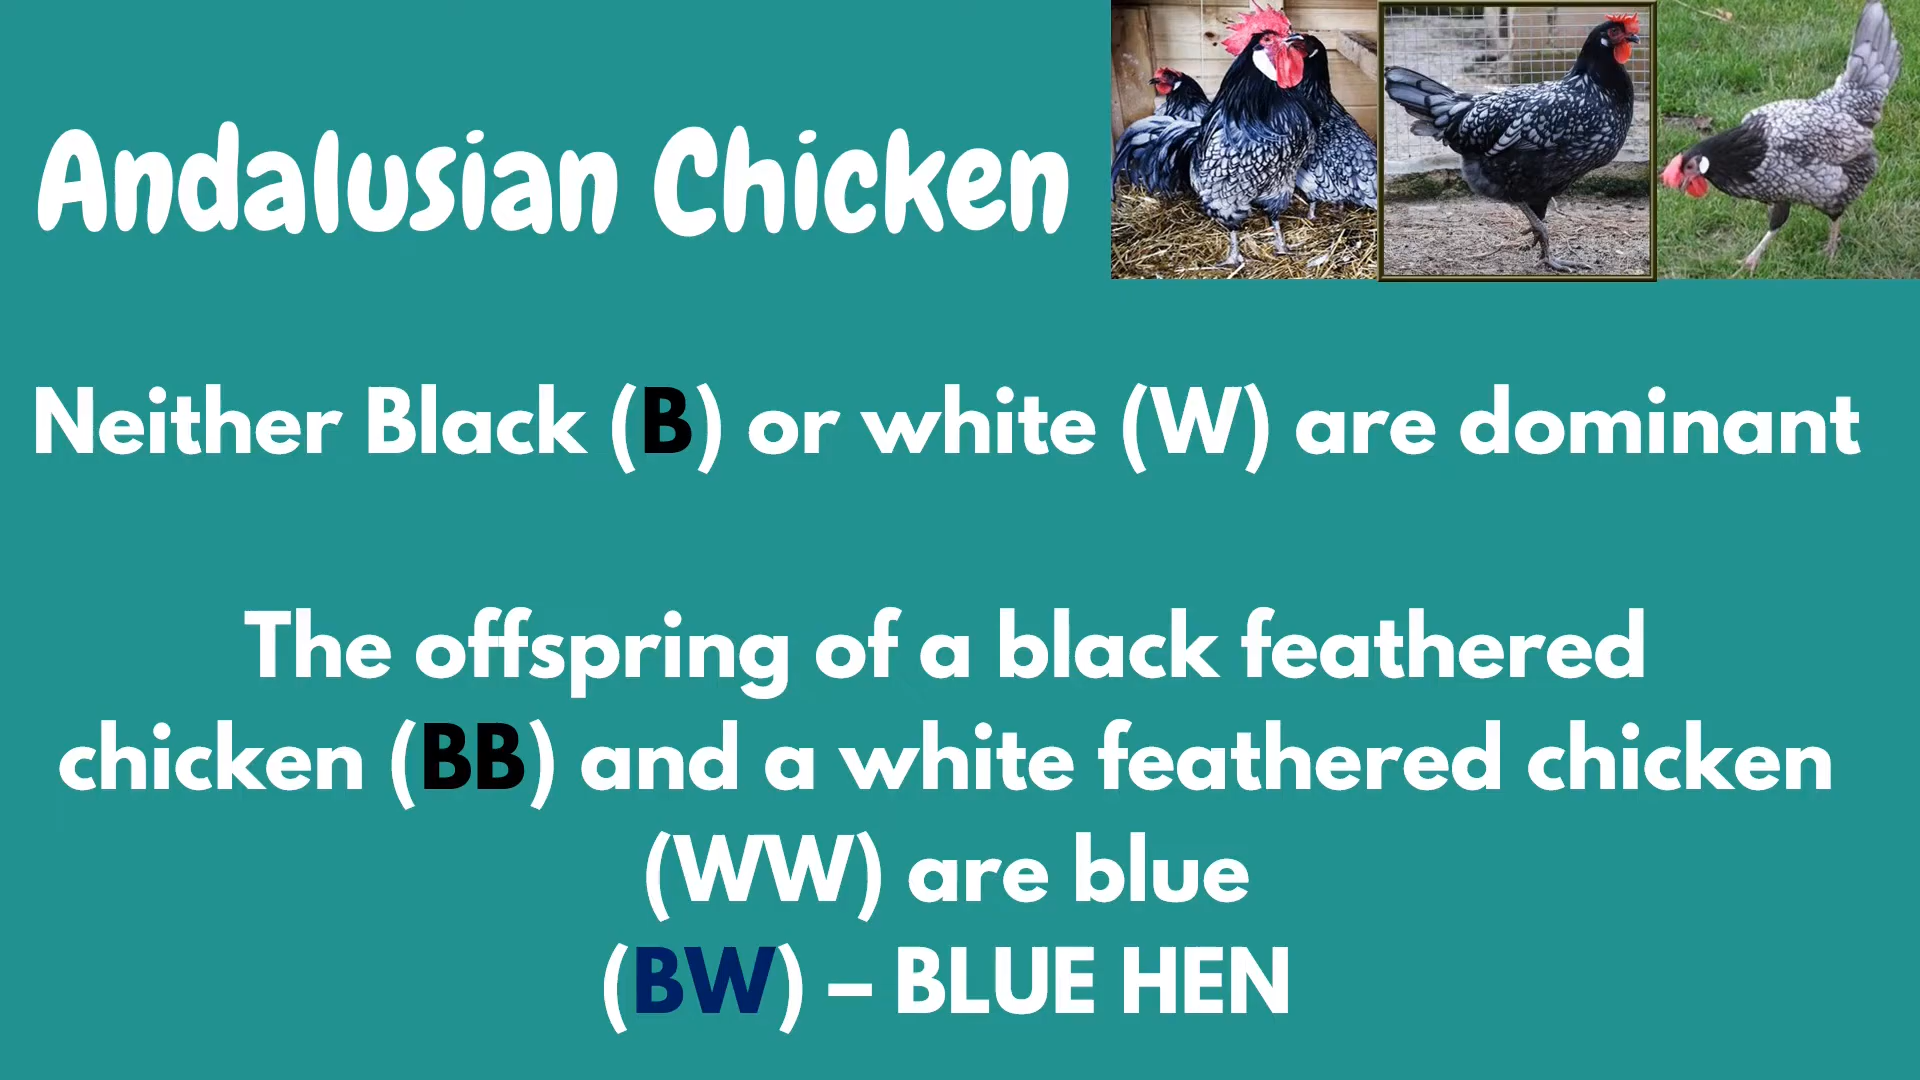 Andalusian Chicken
Neither Black (B) or white (W) are dominant
The offspring of a black feathered
chicken (BB) and a white feathered chicken
(WW) are blue
(BW) – BLUE HEN